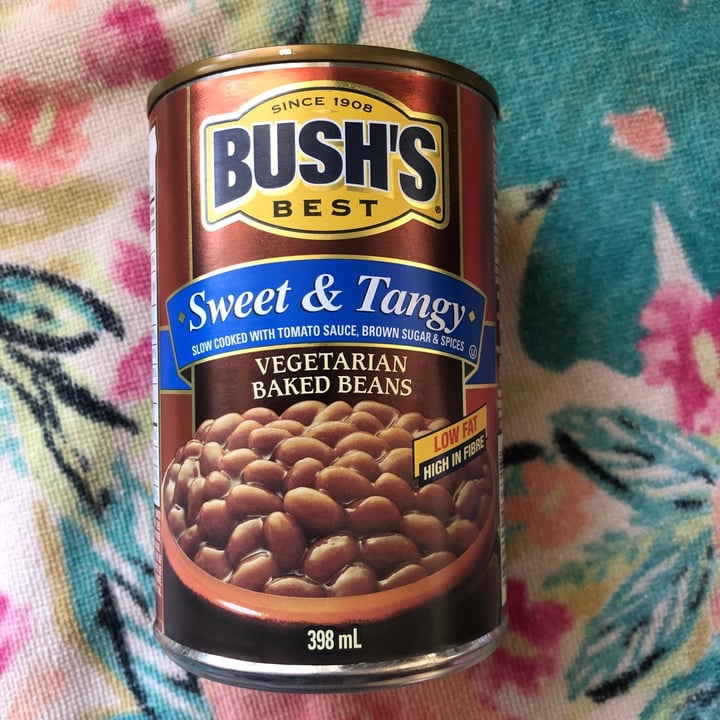 SINCE 1908
BUSH'S
BEST®
Sweet & Tangy
SLOW COOKED WITH TOMATO SAUCE, BROWN SUGAR & SPICES
VEGETARIAN
BAKED BEANS
LOW FAT
HIGH IN FIBRE
398 mL